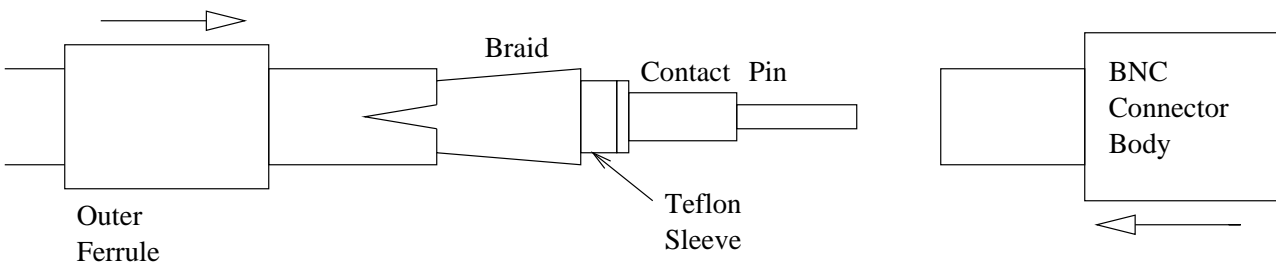 Braid
Contact Pin
BNC
Connector
Body
Outer
Ferrule
Teflon
Sleeve